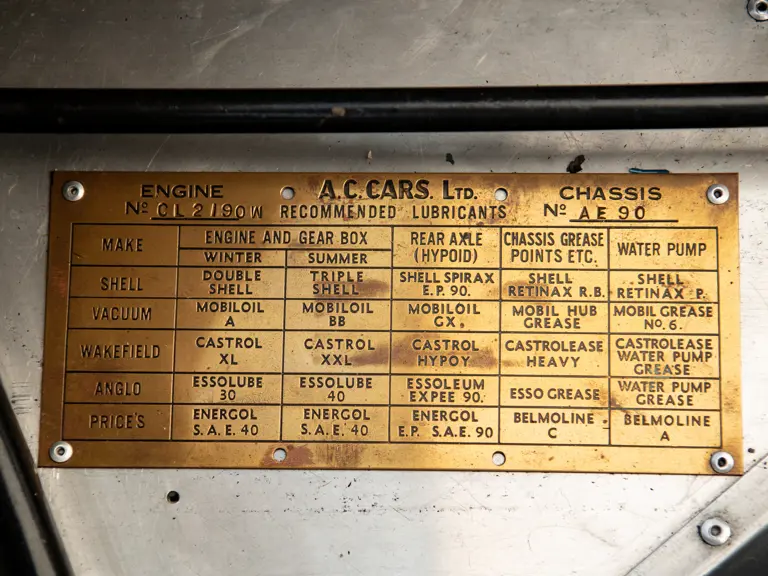 ENGINE A.C. CARS. LTD. CHASSIS
Nº CL 2190W RECOMMENDED LUBRICANTS Nº AE 90
MAKE ENGINE AND GEAR BOX REAR AXLE (HYPOID) CHASSIS GREASE POINTS ETC. WATER PUMP
WINTER SUMMER
SHELL DOUBLE SHELL TRIPLE SHELL SHELL SPIRAX E.P. 90. SHELL RETINAX R.B. SHELL RETINAX P.
VACUUM MOBILOIL A MOBILOIL BB MOBILOIL GX. MOBIL HUB GREASE MOBIL GREASE No. 6.
WAKEFIELD CASTROL XL CASTROL XXL CASTROL HYPOY CASTROLEASE HEAVY CASTROLEASE WATER PUMP GREASE
ANGLO ESSOLUBE 30 ESSOLUBE 40 ESSOLEUM EXPEE 90. ESSO GREASE WATER PUMP GREASE
PRICE'S ENERGOL S.A.E. 40 ENERGOL S.A.E. 40 ENERGOL E.P. S.A.E. 90 BELMOLINE C BELMOLINE A